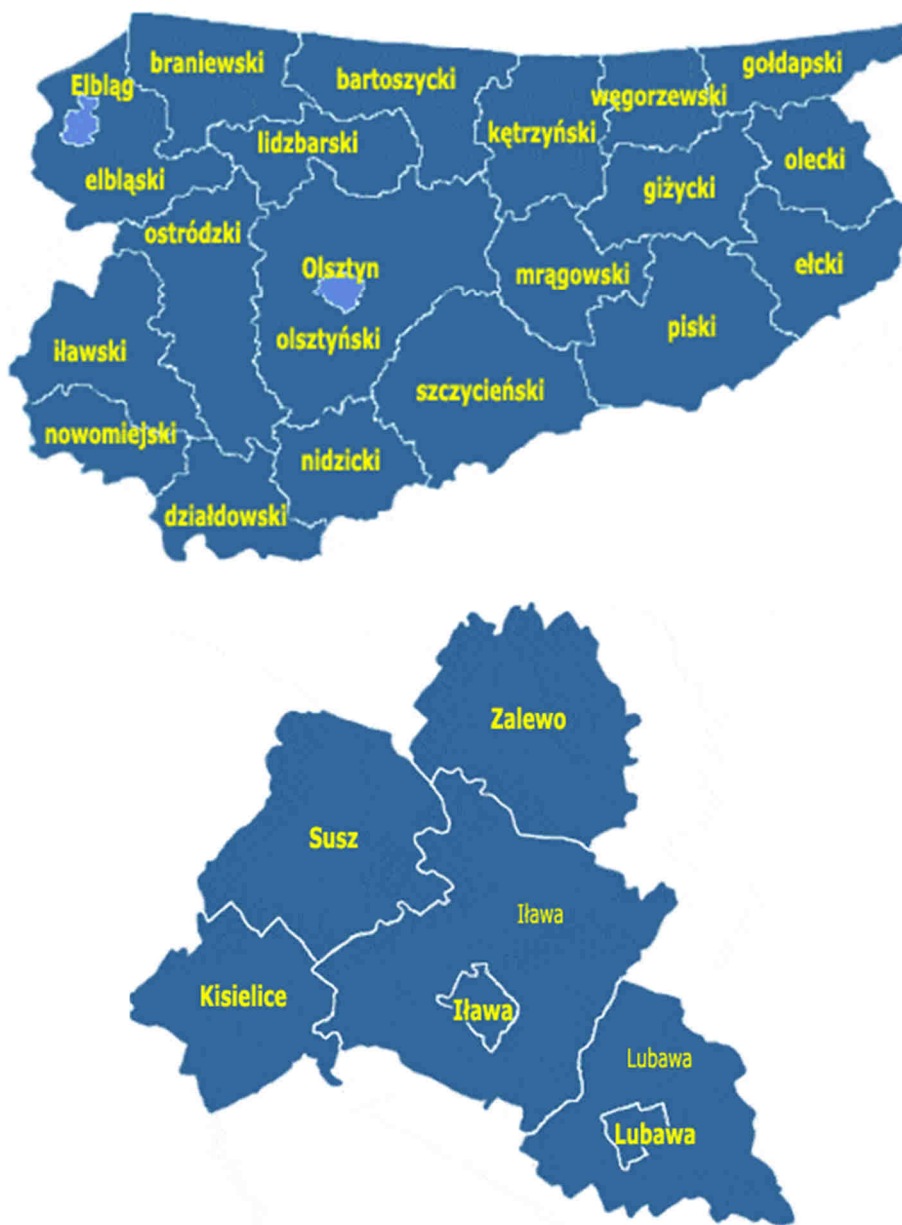 braniewski
bartoszycki
gołdapski
Elbląg
węgorzewski
kętrzyński
lidzbarski
olecki
elbląski
giżycki
ostródzki
Olsztyn
mrągowski
ełcki
olsztyński
piski
iławski
szczycieński
nowomiejski
nidzicki
działdowski
Zalewo
Susz
Iława
Kisielice
Iława
Lubawa
Lubawa